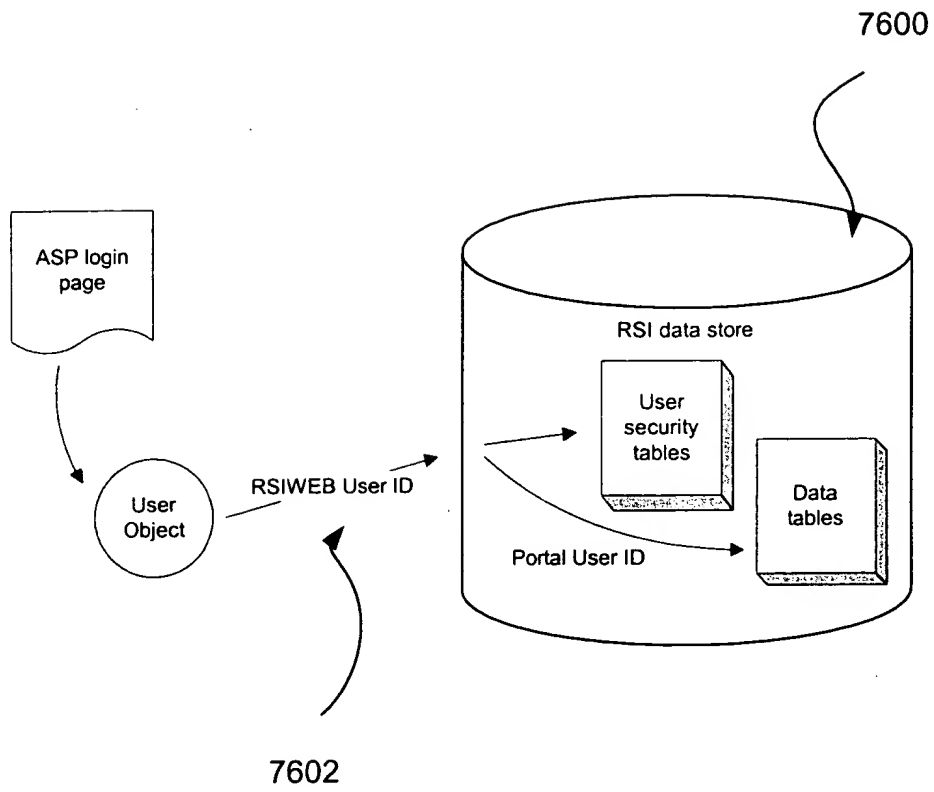 7600
ASP login
page
RSI data store
User
security
tables
RSIWEB User ID
User
Object
Data
tables
Portal User ID
7602